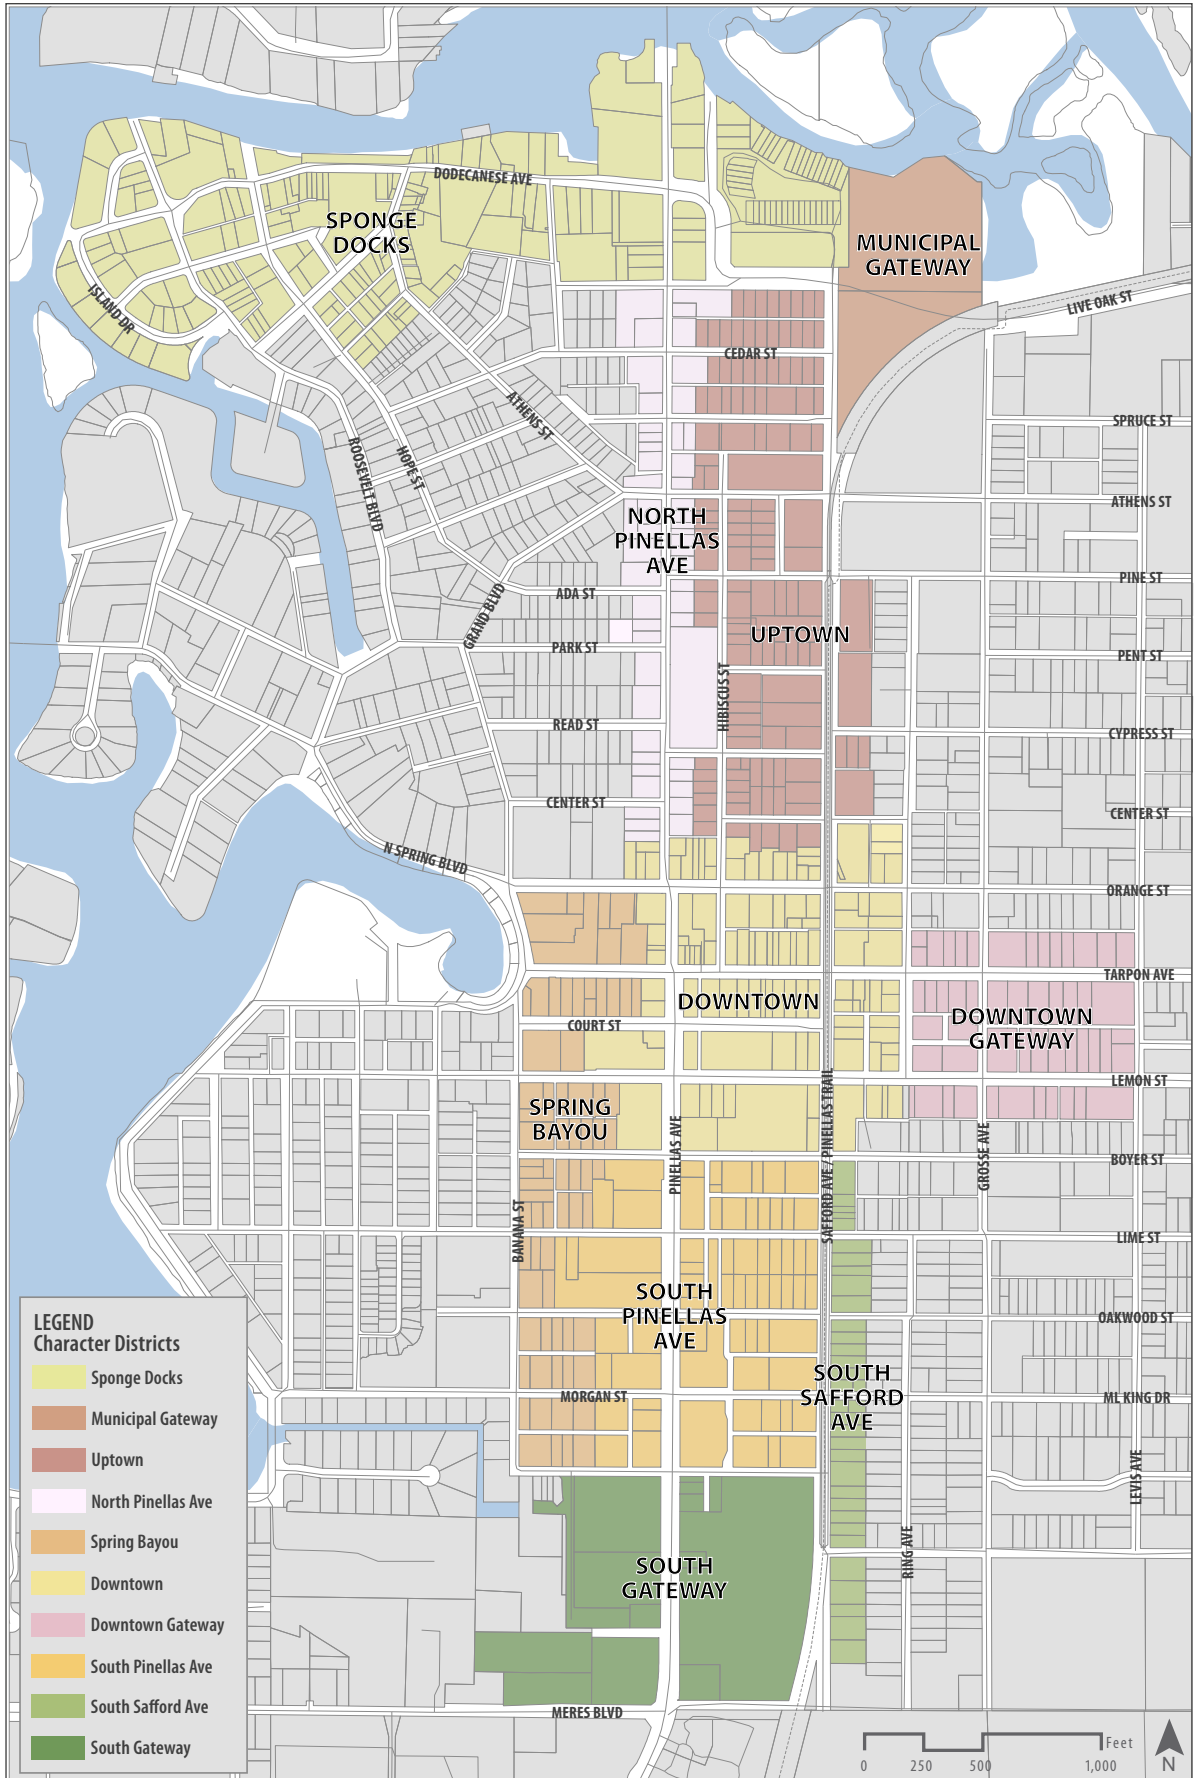 DODECANESE AVE
SPONGE
DOCKS
MUNICIPAL
GATEWAY
ISLAND DR
LIVE OAK ST
CEDAR ST
ATHENS ST
SPRUCE ST
ROOSEVELT BLVD
HOPE ST
ATHENS ST
NORTH
PINELLAS
AVE
PINE ST
ADA ST
GRAND BLVD
UPTOWN
PARK ST
PENT ST
HIBISCUS ST
READ ST
CYPRESS ST
CENTER ST
CENTER ST
N SPRING BLVD
ORANGE ST
TARPON AVE
DOWNTOWN
COURT ST
DOWNTOWN
GATEWAY
LEMON ST
SPRING
BAYOU
PINELLAS AVE
SAFFORD AVE / PINELLAS TRAIL
GROSSE AVE
BOYER ST
BANANA ST
LIME ST
SOUTH
PINELLAS
AVE
OAKWOOD ST
SOUTH
SAFFORD
AVE
MORGAN ST
ML KING DR
LEVIS AVE
RING AVE
SOUTH
GATEWAY
MERES BLVD
LEGEND
Character Districts
Sponge Docks
Municipal Gateway
Uptown
North Pinellas Ave
Spring Bayou
Downtown
Downtown Gateway
South Pinellas Ave
South Safford Ave
South Gateway
Feet
0 250 500 1,000
N